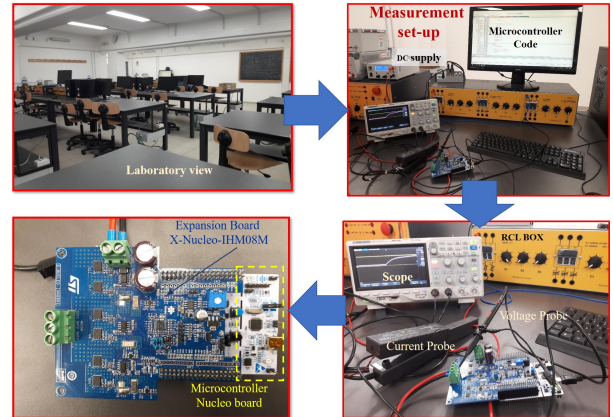 Laboratory view
Measurement
set-up
DC supply
Microcontroller
Code
Expansion Board
X-Nucleo-IHM08M
Microcontroller
Nucleo board
RCL BOX
Scope
Voltage Probe
Current Probe